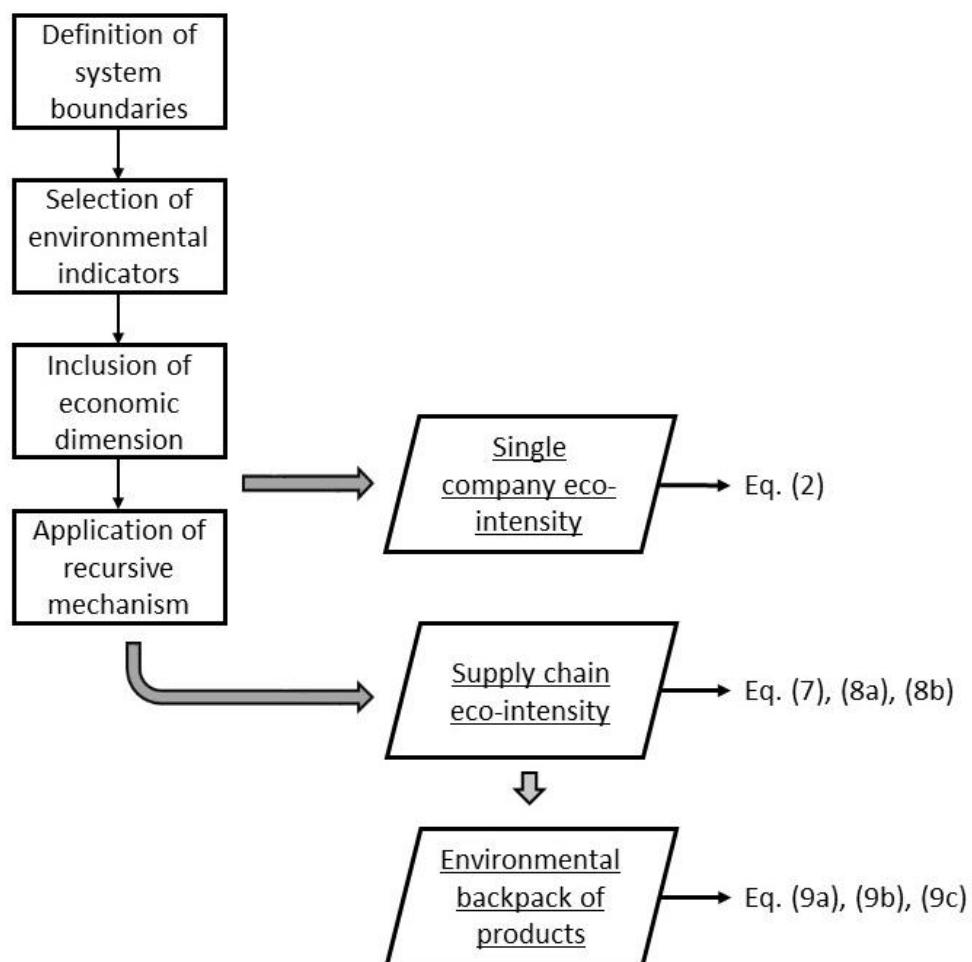 Definition of
system
boundaries
Selection of
environmental
indicators
Inclusion of
economic
dimension
Application of
recursive
mechanism
Single
company eco-
intensity
Eq. (2)
Supply chain
eco-intensity
Eq. (7), (8a), (8b)
Environmental
backpack of
products
Eq. (9a), (9b), (9c)